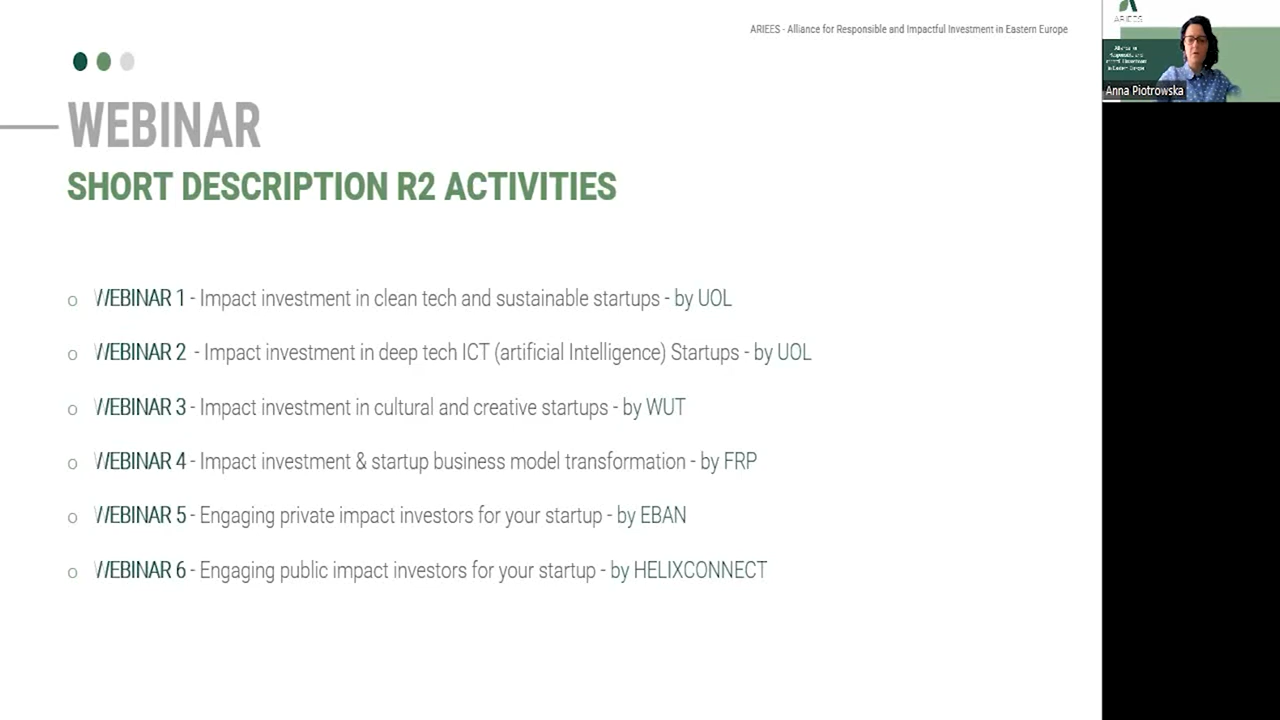 ARIEES - Alliance for Responsible and Impactful Investment in Eastern Europe
WEBINAR
SHORT DESCRIPTION R2 ACTIVITIES
o WEBINAR 1 - Impact investment in clean tech and sustainable startups - by UOL
o WEBINAR 2 - Impact investment in deep tech ICT (artificial Intelligence) Startups - by UOL
o WEBINAR 3 - Impact investment in cultural and creative startups - by WUT
o WEBINAR 4 - Impact investment & startup business model transformation - by FRP
o WEBINAR 5 - Engaging private impact investors for your startup - by EBAN
o WEBINAR 6 - Engaging public impact investors for your startup - by HELIXCONNECT
ARIEES
Anna Piotrowska